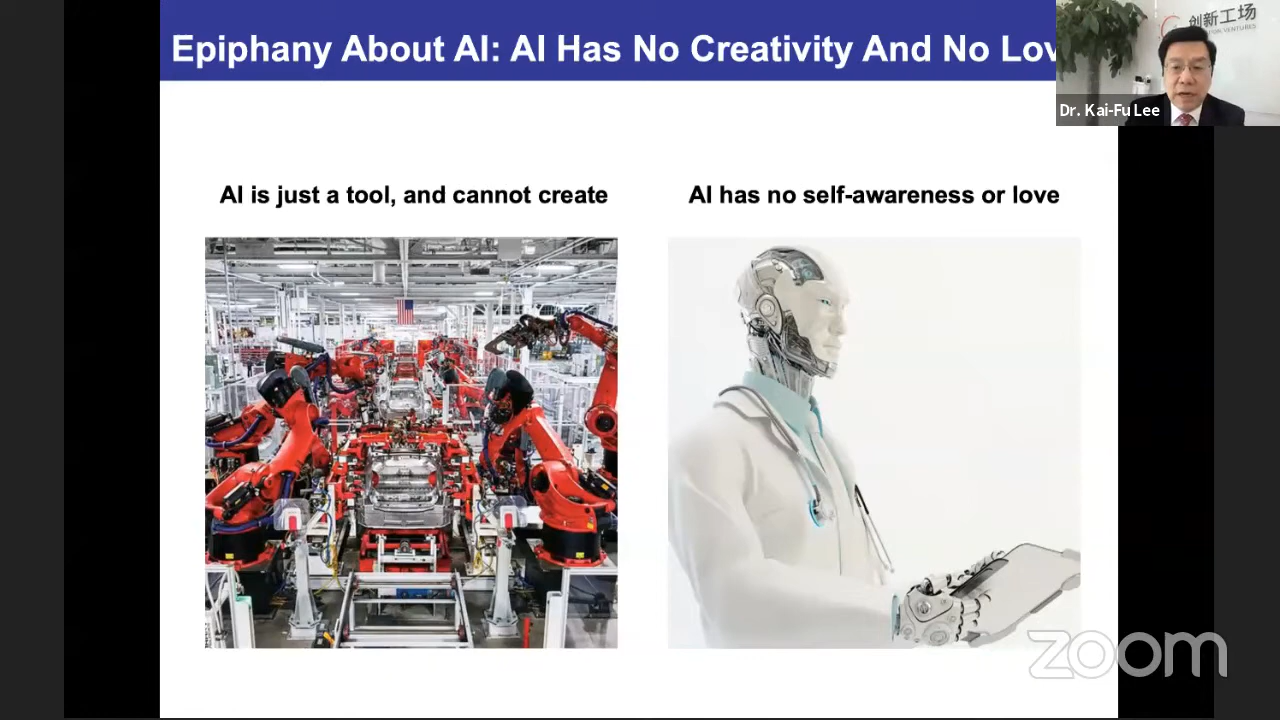 Epiphany About AI: AI Has No Creativity And No Lov
创新工场
VENTURES
Dr. Kai-Fu Lee
AI is just a tool, and cannot create
AI has no self-awareness or love
zoom